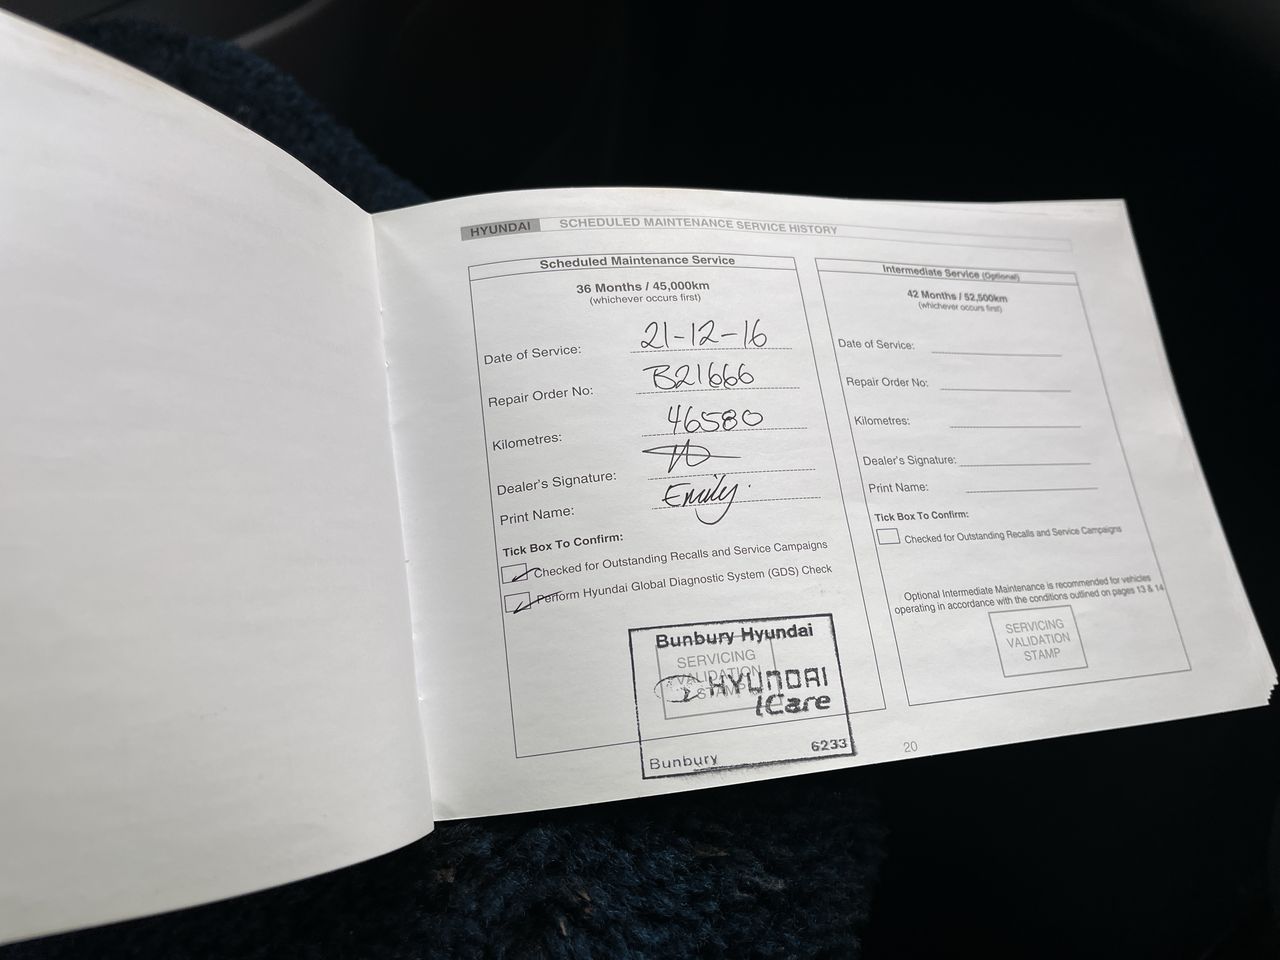 HYUNDAI SCHEDULED MAINTENANCE SERVICE HISTORY
Scheduled Maintenance Service
36 Months / 45,000km
(whichever occurs first)
Date of Service: 21-12-16
Repair Order No: B21666
Kilometres: 46580
Dealer's Signature:
Print Name: Emily.
Tick Box To Confirm:
Checked for Outstanding Recalls and Service Campaigns
Perform Hyundai Global Diagnostic System (GDS) Check
Bunbury Hyundai
SERVICING
VALIDATION
STAMP
HYUNDAI
iCare
Bunbury 6233
Intermediate Service (Optional)
42 Months / 52,500km
(whichever occurs first)
Date of Service:
Repair Order No:
Kilometres:
Dealer's Signature:
Print Name:
Tick Box To Confirm:
Checked for Outstanding Recalls and Service Campaigns
Optional Intermediate Maintenance is recommended for vehicles
operating in accordance with the conditions outlined on pages 13 & 14
SERVICING
VALIDATION
STAMP
20